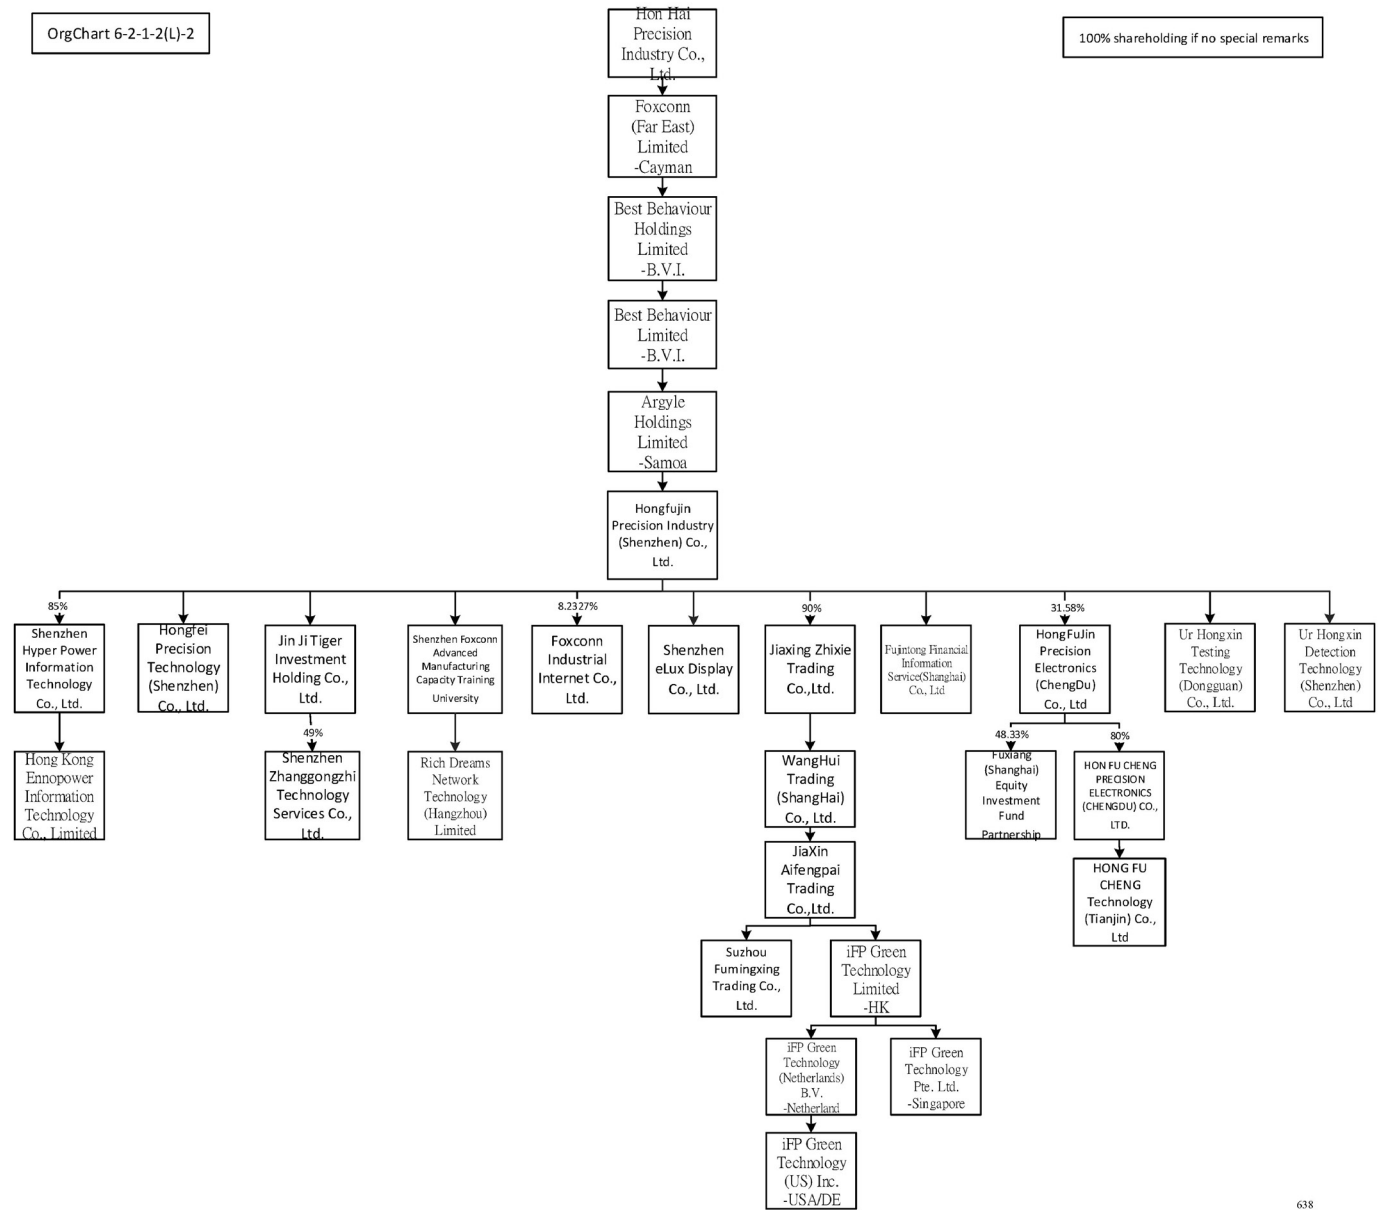 OrgChart 6-2-1-2(L)-2
100% shareholding if no special remarks
Hon Hai
Precision
Industry Co.,
Ltd.
Foxconn
(Far East)
Limited
-Cayman
Best Behaviour
Holdings
Limited
-B.V.I.
Best Behaviour
Limited
-B.V.I.
Argyle
Holdings
Limited
-Samoa
Hongfujin
Precision Industry
(Shenzhen) Co.,
Ltd.
85%
Shenzhen
Hyper Power
Information
Technology
Co., Ltd.
Hongfei
Precision
Technology
(Shenzhen)
Co., Ltd.
Jin Ji Tiger
Investment
Holding Co.,
Ltd.
Shenzhen Foxconn
Advanced
Manufacturing
Capacity Training
University
8.2327%
Foxconn
Industrial
Internet Co.,
Ltd.
Shenzhen
eLux Display
Co., Ltd.
90%
Jiaxing Zhixie
Trading
Co.,Ltd.
Fujintong Financial
Information
Service(Shanghai)
Co., Ltd
31.58%
HongFuJin
Precision
Electronics
(ChengDu)
Co., Ltd
Ur Hongxin
Testing
Technology
(Dongguan)
Co., Ltd.
Ur Hongxin
Detection
Technology
(Shenzhen)
Co., Ltd
Hong Kong
Ennopower
Information
Technology
Co., Limited
49%
Shenzhen
Zhanggongzhi
Technology
Services Co.,
Ltd.
Rich Dreams
Network
Technology
(Hangzhou)
Limited
WangHui
Trading
(ShangHai)
Co., Ltd.
48.33%
Fuxiang
(Shanghai)
Equity
Investment
Fund
Partnership
80%
HON FU CHENG
PRECISION
ELECTRONICS
(CHENGDU) CO.,
LTD.
JiaXin
Aifengpai
Trading
Co.,Ltd.
HONG FU
CHENG
Technology
(Tianjin) Co.,
Ltd
Suzhou
Fumingxing
Trading Co.,
Ltd.
iFP Green
Technology
Limited
-HK
iFP Green
Technology
(Netherlands)
B.V.
-Netherland
iFP Green
Technology
Pte. Ltd.
-Singapore
iFP Green
Technology
(US) Inc.
-USA/DE
638